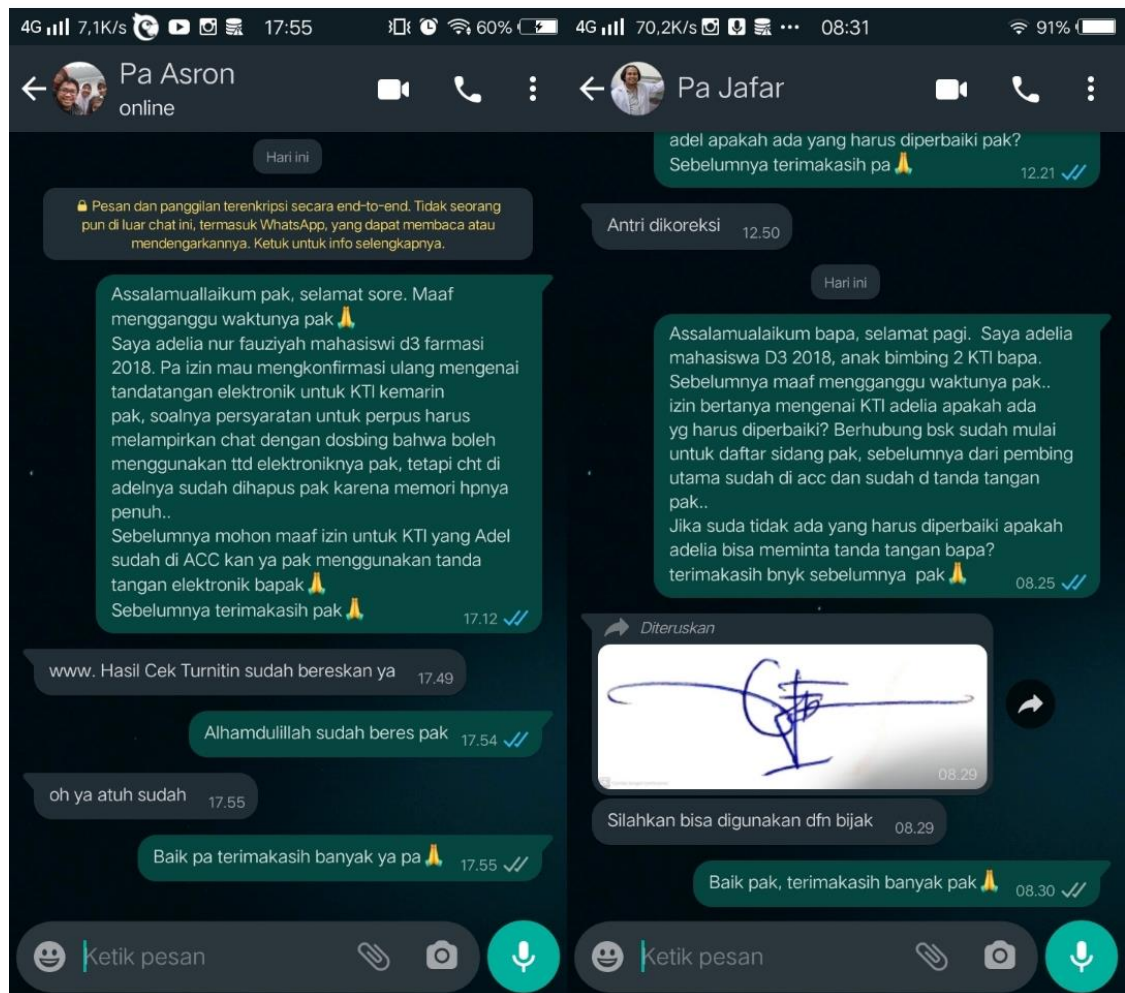 4G 7,1K/s 17:55 60%
Pa Asron
online
Hari ini
Pesan dan panggilan terenkripsi secara end-to-end. Tidak seorang
pun di luar chat ini, termasuk WhatsApp, yang dapat membaca atau
mendengarkannya. Ketuk untuk info selengkapnya.
Assalamuallaikum pak, selamat sore. Maaf
mengganggu waktunya pak🙏
Saya adelia nur fauziyah mahasiswi d3 farmasi
2018. Pa izin mau mengkonfirmasi ulang mengenai
tandatangan elektronik untuk KTI kemarin
pak, soalnya persyaratan untuk perpus harus
melampirkan chat dengan dosbing bahwa boleh
menggunakan ttd elektroniknya pak, tetapi cht di
adelnya sudah dihapus pak karena memori hpnya
penuh..
Sebelumnya mohon maaf izin untuk KTI yang Adel
sudah di ACC kan ya pak menggunakan tanda
tangan elektronik bapak🙏
Sebelumnya terimakasih pak🙏
17.12
www. Hasil Cek Turnitin sudah bereskan ya 17.49
Alhamdulillah sudah beres pak 17.54
oh ya atuh sudah 17.55
Baik pa terimakasih banyak ya pa🙏 17.55
Ketik pesan
4G 70,2K/s 08:31 91%
Pa Jafar
adel apakah ada yang harus diperbaiki pak?
Sebelumnya terimakasih pa🙏
12.21
Antri dikoreksi 12.50
Hari ini
Assalamualaikum bapa, selamat pagi. Saya adelia
mahasiswa D3 2018, anak bimbing 2 KTI bapa.
Sebelumnya maaf mengganggu waktunya pak..
izin bertanya mengenai KTI adelia apakah ada
yg harus diperbaiki? Berhubung bsk sudah mulai
untuk daftar sidang pak, sebelumnya dari pembing
utama sudah di acc dan sudah d tanda tangan
pak..
Jika suda tidak ada yang harus diperbaiki apakah
adelia bisa meminta tanda tangan bapa?
terimakasih bnyk sebelumnya pak🙏
08.25
Diteruskan
08.29
Silahkan bisa digunakan dfn bijak 08.29
Baik pak, terimakasih banyak pak🙏 08.30
Ketik pesan